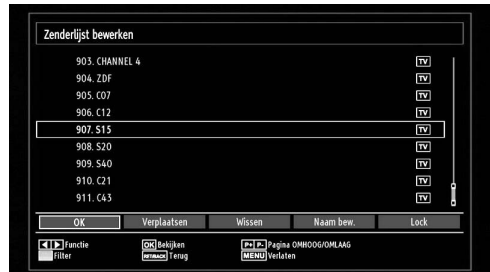 Zenderlijst bewerken
903. CHANNEL 4 TV
904. ZDF TV
905. C07 TV
906. C12 TV
907. S15 TV
908. S20 TV
909. S40 TV
910. C21 TV
911. C43 TV
OK Verplaatsen Wissen Naam bew. Lock
Functie OK Bekijken P+ P- Pagina OMHOOG/OMLAAG
Filter RET/BACK Terug MENU Verlaten